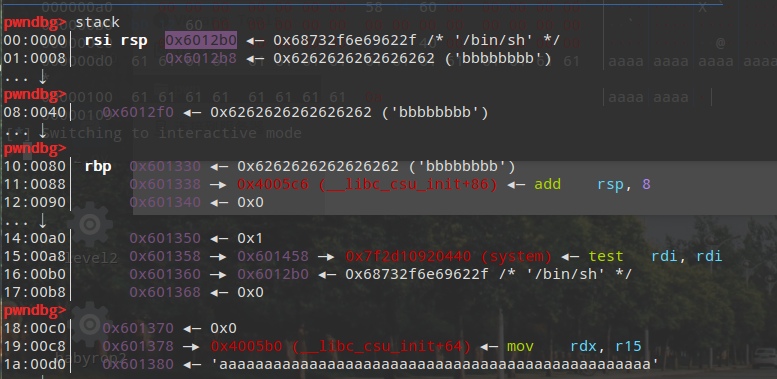 pwndbg> stack
00:0000│ rsi rsp 0x6012b0 ◂— 0x68732f6e69622f /* '/bin/sh' */
01:0008│ 0x6012b8 ◂— 0x6262626262626262 ('bbbbbbbb')
... ↓
pwndbg>
08:0040│ 0x6012f0 ◂— 0x6262626262626262 ('bbbbbbbb')
... ↓ Switching to interactive mode
pwndbg>
10:0080│ rbp 0x601330 ◂— 0x6262626262626262 ('bbbbbbbb')
11:0088│ 0x601338 —▸ 0x4005c6 (__libc_csu_init+86) ◂— add rsp, 8
12:0090│ 0x601340 ◂— 0x0
... ↓
14:00a0│ 0x601350 ◂— 0x1
15:00a8│ 0x601358 —▸ 0x601458 —▸ 0x7f2d10920440 (system) ◂— test rdi, rdi
16:00b0│ 0x601360 —▸ 0x6012b0 ◂— 0x68732f6e69622f /* '/bin/sh' */
17:00b8│ 0x601368 ◂— 0x0
pwndbg>
18:00c0│ 0x601370 ◂— 0x0
19:00c8│ 0x601378 —▸ 0x4005b0 (__libc_csu_init+64) ◂— mov rdx, r15
1a:00d0│ 0x601380 ◂— 'aaaaaaaaaaaaaaaaaaaaaaaaaaaaaaaaaaaaaaaaaaaaaaaa'